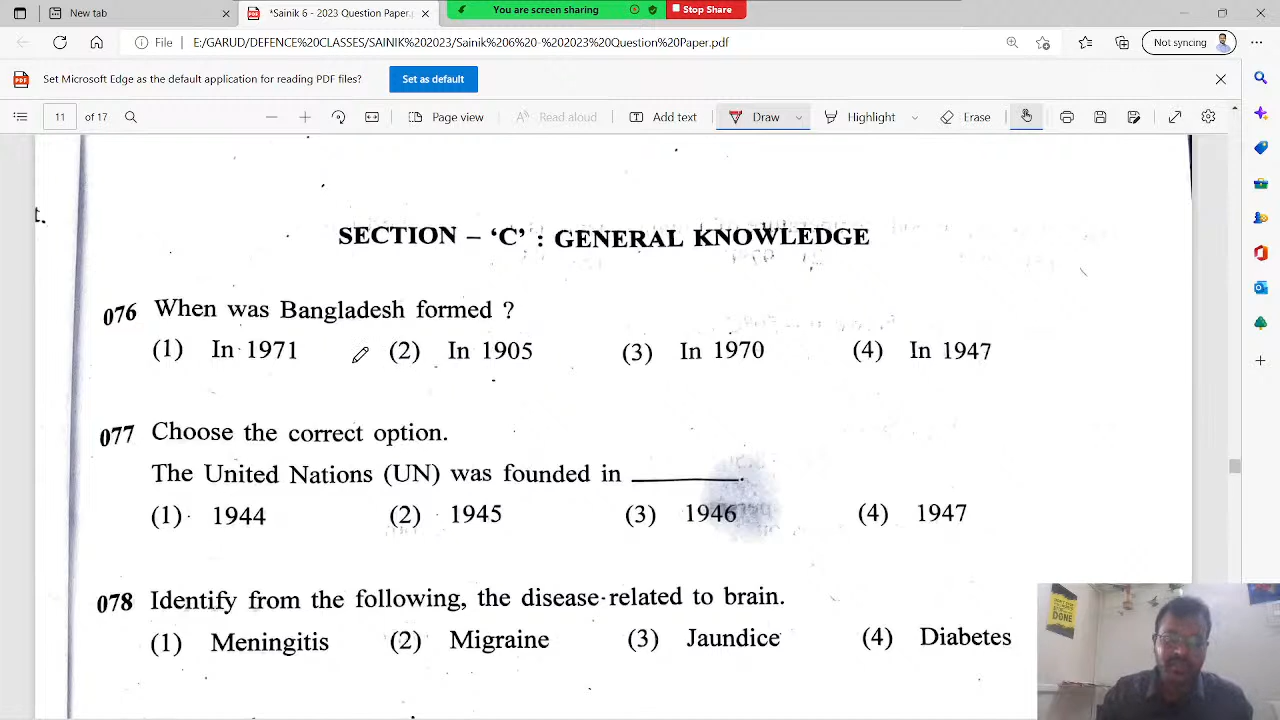 New tab
*Sainik 6 - 2023 Question Paper.p
You are screen sharing
Stop Share
File
E:/GARUD/DEFENCE%20CLASSES/SAINIK%202023/Sainik%206%20-%202023%20Question%20Paper.pdf
Not syncing
Set Microsoft Edge as the default application for reading PDF files?
Set as default
11 of 17
Page view
Read aloud
Add text
Draw
Highlight
Erase
t.
SECTION – ‘C’ : GENERAL KNOWLEDGE
076 When was Bangladesh formed ?
(1) In 1971 (2) In 1905 (3) In 1970 (4) In 1947
077 Choose the correct option.
The United Nations (UN) was founded in ________.
(1) 1944 (2) 1945 (3) 1946 (4) 1947
078 Identify from the following, the disease related to brain.
(1) Meningitis (2) Migraine (3) Jaundice (4) Diabetes
DONE